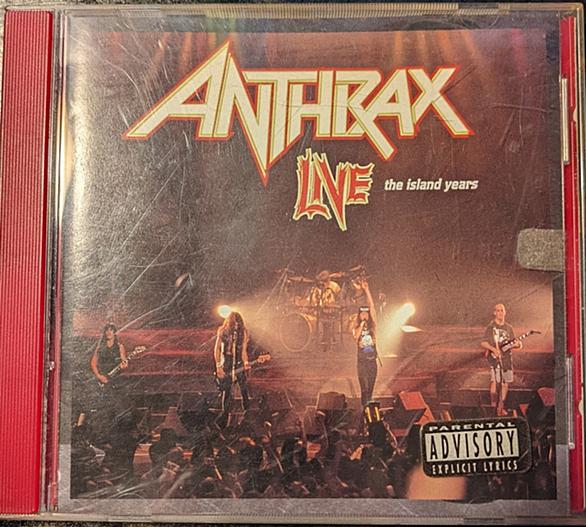 ANTHRAX
LIVE
the island years
PARENTAL
ADVISORY
EXPLICIT LYRICS